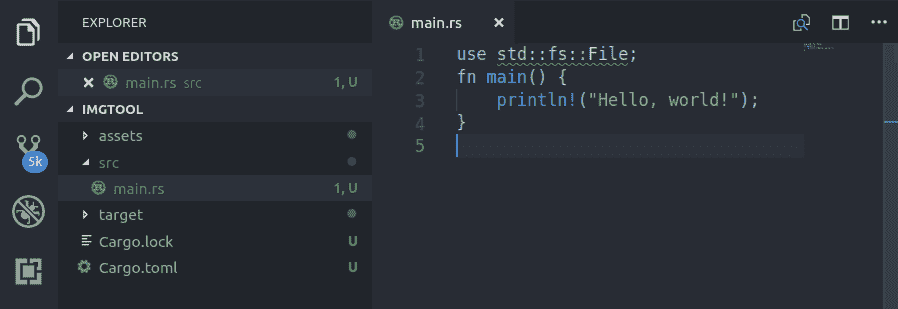 EXPLORER
OPEN EDITORS
main.rs src 1, U
IMGTOOL
assets
src
main.rs 1, U
target
Cargo.lock U
Cargo.toml U
5k
main.rs
1 use std::fs::File;
2 fn main() {
3 println!("Hello, world!");
4 }
5